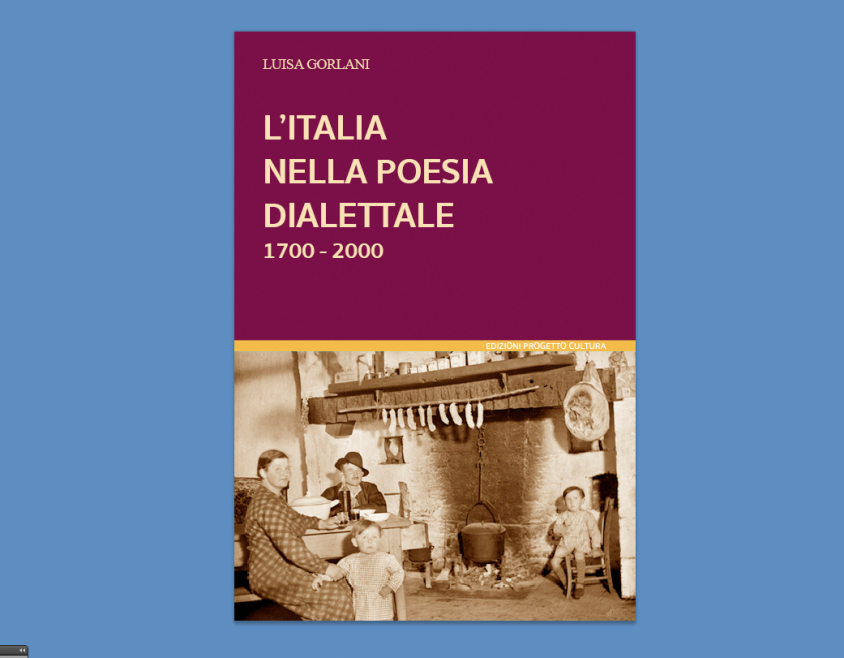 LUISA GORLANI
L’ITALIA
NELLA POESIA
DIALETTALE
1700 - 2000
EDIZIONI PROGETTO CULTURA